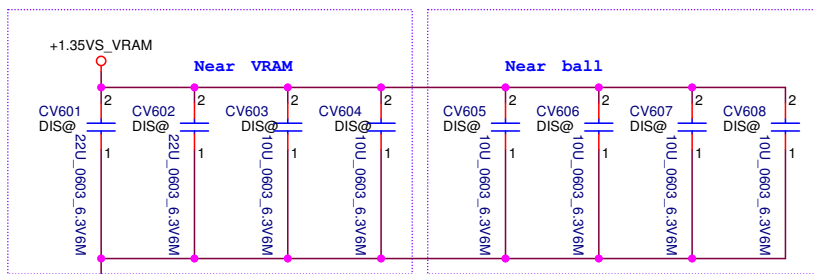 +1.35VS_VRAM
Near VRAM
Near ball
CV601
DIS@
2
1
22U_0603_6.3V6M
CV602
DIS@
2
1
22U_0603_6.3V6M
CV603
DIS@
2
1
10U_0603_6.3V6M
CV604
DIS@
2
1
10U_0603_6.3V6M
CV605
DIS@
2
1
10U_0603_6.3V6M
CV606
DIS@
2
1
10U_0603_6.3V6M
CV607
DIS@
2
1
10U_0603_6.3V6M
CV608
DIS@
2
1
10U_0603_6.3V6M